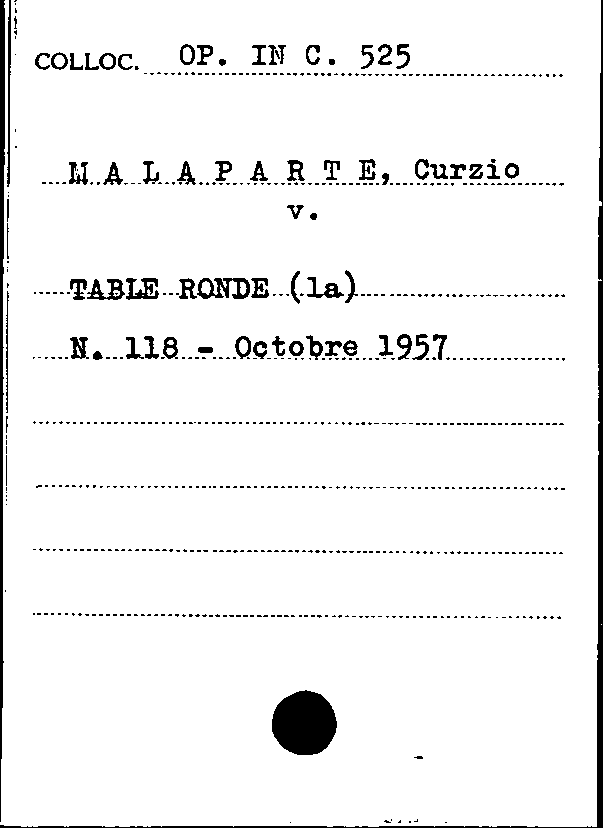 COLLOC. OP. IN C. 525
M A L A P A R T E, Curzio
v.
TABLE RONDE (la)
N. 118 - Octobre 1957